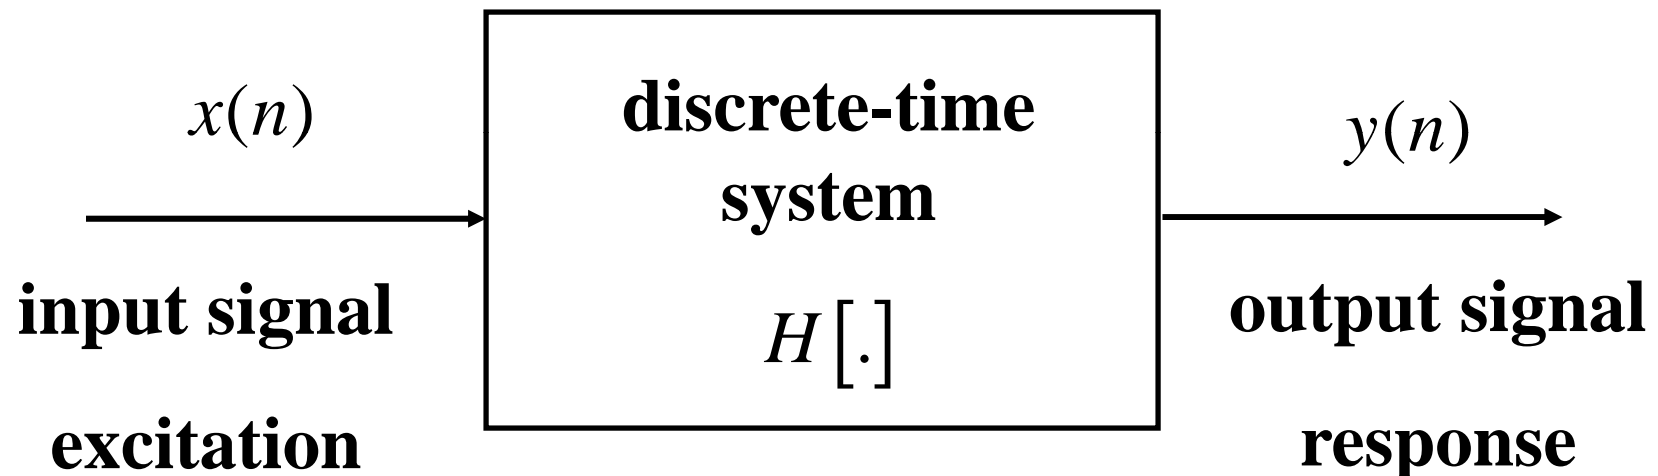 x(n)
input signal
excitation
discrete-time
system
H[.]
y(n)
output signal
response